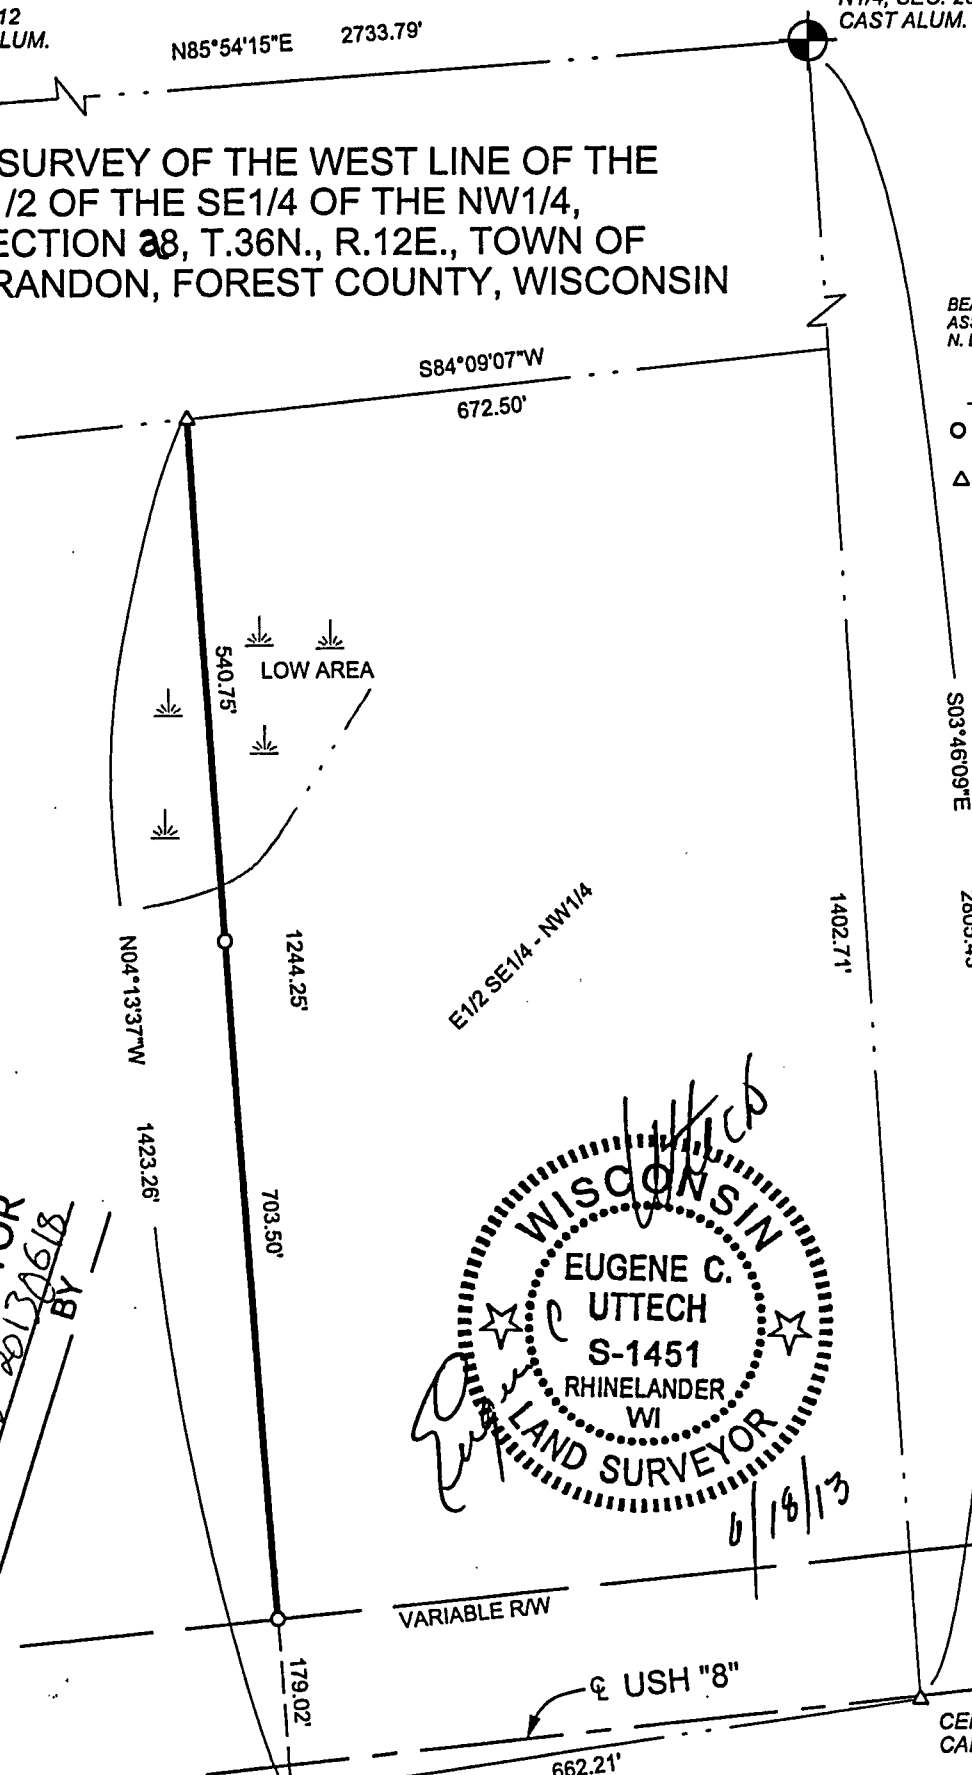 12
LUM.
N85°54'15"E 2733.79'
CAST ALUM.
SURVEY OF THE WEST LINE OF THE
/2 OF THE SE1/4 OF THE NW1/4,
ECTION 28, T.36N., R.12E., TOWN OF
RANDON, FOREST COUNTY, WISCONSIN
S84°09'07"W
672.50'
540.75'
LOW AREA
S03°46'09"E
1402.71'
E1/2 SE1/4 - NW1/4
1244.25'
N04°13'37"W
1423.26'
703.50'
OR
20130618
BY
WISCONSIN
EUGENE C.
UTTECH
S-1451
RHINELANDER
WI
LAND SURVEYOR
Eugene C Uttech
6/18/13
VARIABLE R/W
179.02'
℄ USH "8"
662.21'